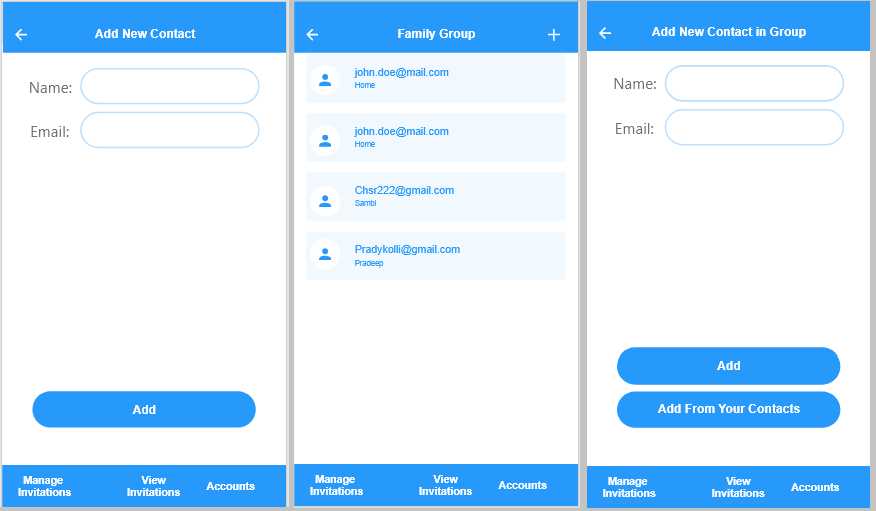 Add New Contact
Name:
Email:
Add
Manage
Invitations
View
Invitations
Accounts
Family Group
john.doe@mail.com
Home
john.doe@mail.com
Home
Chsr222@gmail.com
Sambi
Pradykolli@gmail.com
Pradeep
Manage
Invitations
View
Invitations
Accounts
Add New Contact in Group
Name:
Email:
Add
Add From Your Contacts
Manage
Invitations
View
Invitations
Accounts